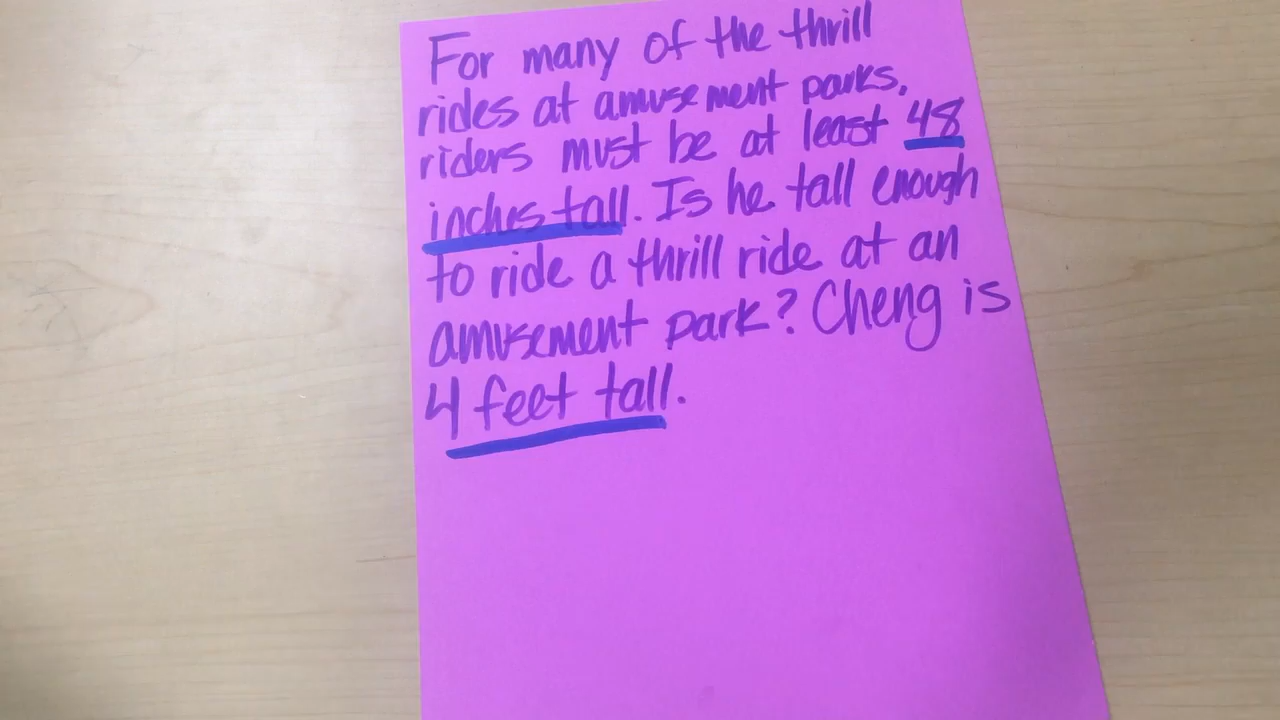 For many of the thrill
rides at amusement parks,
riders must be at least 48
inches tall. Is he tall enough
to ride a thrill ride at an
amusement park? Cheng is
4 feet tall.